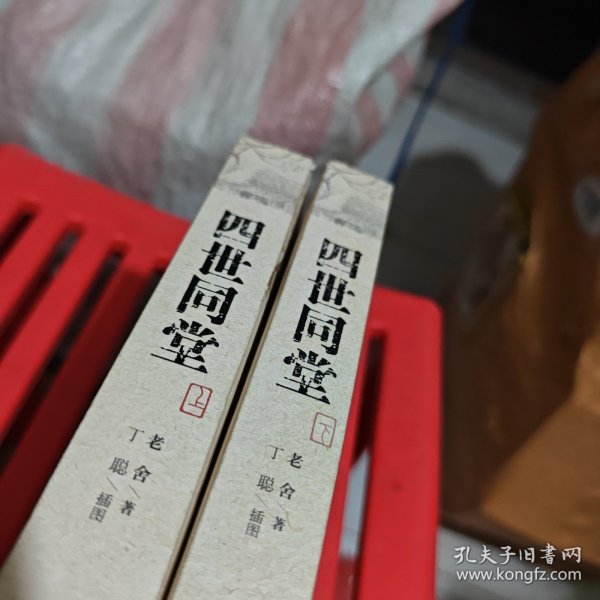 四世同堂
上
老舍/著
丁聪/插图
四世同堂
下
老舍/著
丁聪/插图
孔夫子旧书网
www.kongfz.com